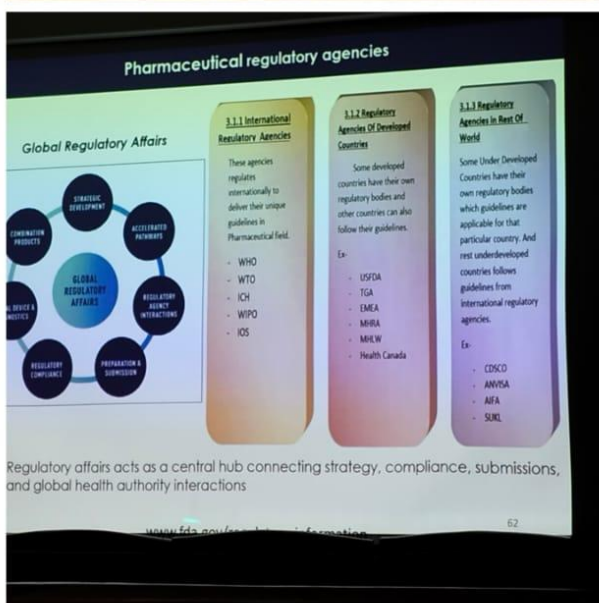 Pharmaceutical regulatory agencies
Global Regulatory Affairs
STRATEGIC
DEVELOPMENT
ACCELERATED
PATHWAYS
REGULATORY
AGENCY
INTERACTIONS
PREPARATION &
SUBMISSION
REGULATORY
COMPLIANCE
DEVICE &
COMBINATION
PRODUCTS
GLOBAL
REGULATORY
AFFAIRS
3.1.1 International
Regulatory Agencies
These agencies
regulates
internationally to
deliver their unique
guidelines in
Pharmaceutical field.
- WHO
- WTO
- ICH
- WIPO
- IOS
3.1.2 Regulatory
Agencies Of Developed
Countries
Some developed
countries have their own
regulatory bodies and
other countries can also
follow their guidelines.
Ex-
- USFDA
- TGA
- EMEA
- MHRA
- MHLW
- Health Canada
3.1.3 Regulatory
Agencies In Rest Of
World
Some Under Developed
Countries have their
own regulatory bodies
which guidelines are
applicable for that
particular country. And
rest underdeveloped
countries follows
guidelines from
international regulatory
agencies.
Ex-
- CDSCO
- ANVISA
- AIFA
- SUKL
Regulatory affairs acts as a central hub connecting strategy, compliance, submissions,
and global health authority interactions
62